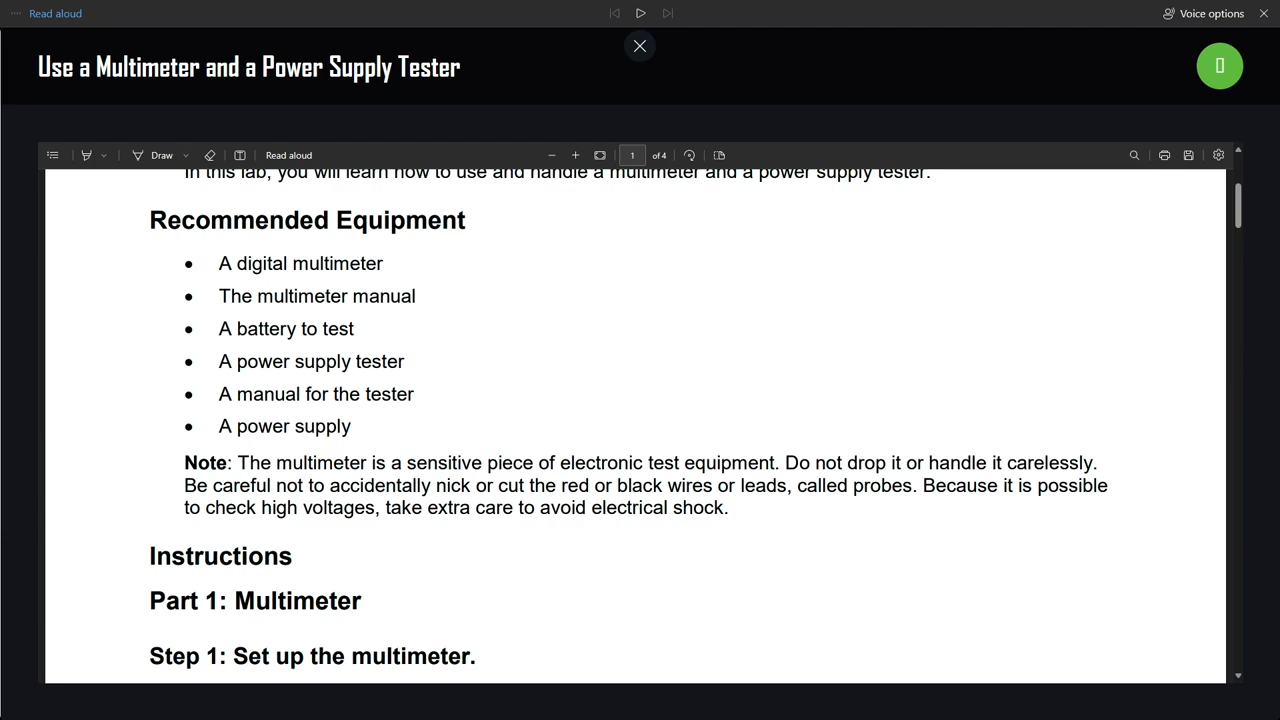 Read aloud
Voice options
Use a Multimeter and a Power Supply Tester
Draw
Read aloud
1 of 4
In this lab, you will learn how to use and handle a multimeter and a power supply tester.
Recommended Equipment
• A digital multimeter
• The multimeter manual
• A battery to test
• A power supply tester
• A manual for the tester
• A power supply
Note: The multimeter is a sensitive piece of electronic test equipment. Do not drop it or handle it carelessly.
Be careful not to accidentally nick or cut the red or black wires or leads, called probes. Because it is possible
to check high voltages, take extra care to avoid electrical shock.
Instructions
Part 1: Multimeter
Step 1: Set up the multimeter.